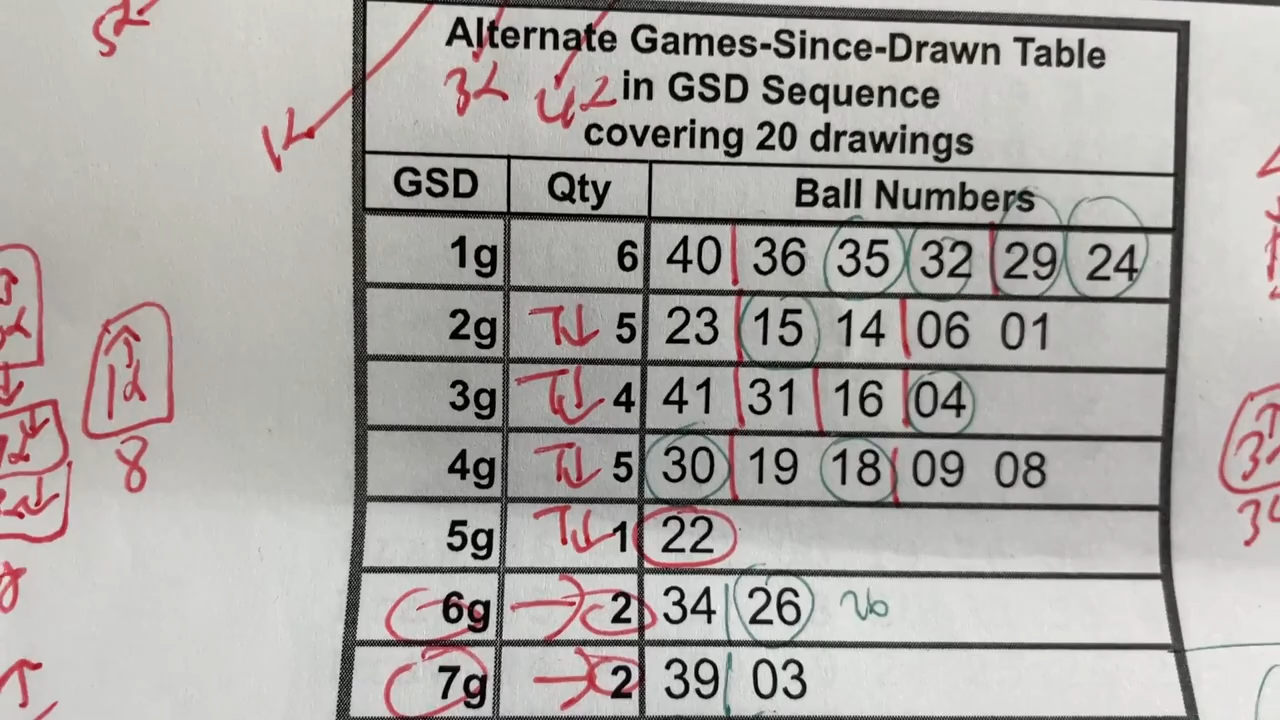 Alternate Games-Since-Drawn Table
in GSD Sequence
covering 20 drawings
GSD Qty Ball Numbers
1g 6 40 36 35 32 29 24
2g 5 23 15 14 06 01
3g 4 41 31 16 04
4g 5 30 19 18 09 08
5g 1 22
6g 2 34 26 26
7g 2 39 03
8